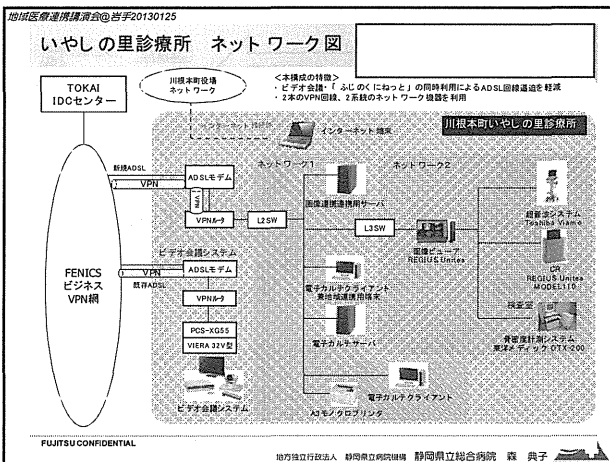 地域医療連携講演会@岩手20130125
いやしの里診療所 ネットワーク図
<本構成の特徴>
・ビデオ会議・「ふじのくにねっと」の同時利用によるADSL回線逼迫を軽減
・2本のVPN回線、2系統のネットワーク機器を利用
TOKAI
IDCセンター
川根本町役場
ネットワーク
インターネット端末
川根本町いやしの里診療所
ネットワーク1
ネットワーク2
新規ADSL
VPN
ADSLモデム
VPN
VPNルータ
L2SW
画像連携連携用サーバ
L3SW
画像ビューア
REGIUS Unitea
超音波システム
Toshiba Viamo
CR
REGIUS Unitea
MODEL110
検査室
骨密度計測システム
東洋メディック DTX-200
FENICS
ビジネス
VPN網
ビデオ会議システム
VPN
既存ADSL
ADSLモデム
VPNルータ
PCS-XG55
VIERA 32V型
ビデオ会議システム
電子カルテクライアント
兼地域連携用端末
電子カルテサーバ
電子カルテクライアント
A3モノクロプリンタ
FUJITSU CONFIDENTIAL
地方独立行政法人 静岡県立病院機構 静岡県立総合病院 森 典子